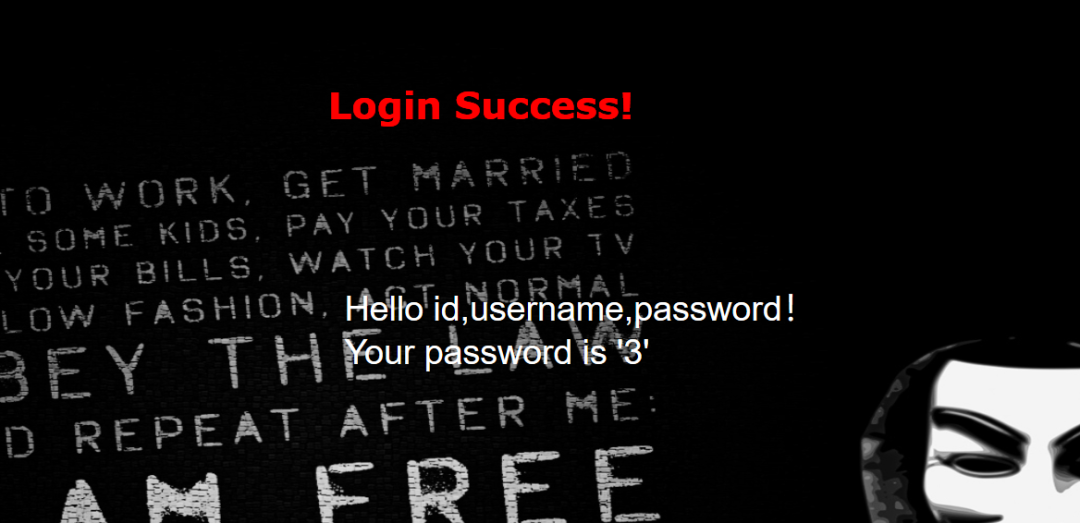 Login Success!
TO WORK, GET MARRIED
SOME KIDS, PAY YOUR TAXES
YOUR BILLS, WATCH YOUR TV
LOW FASHION, ACT NORMAL
Hello id,username,password!
BEY THE LAW
Your password is '3'
D REPEAT AFTER ME:
AM FREE